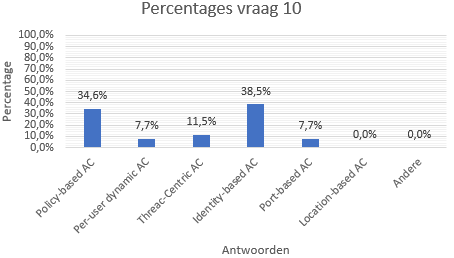 Percentages vraag 10
Percentage
100,0%
90,0%
80,0%
70,0%
60,0%
50,0%
40,0%
30,0%
20,0%
10,0%
0,0%
34,6%
7,7%
11,5%
38,5%
7,7%
0,0%
0,0%
Policy-based AC
Per-user dynamic AC
Threac-Centric AC
Identity-based AC
Port-based AC
Location-based AC
Andere
Antwoorden